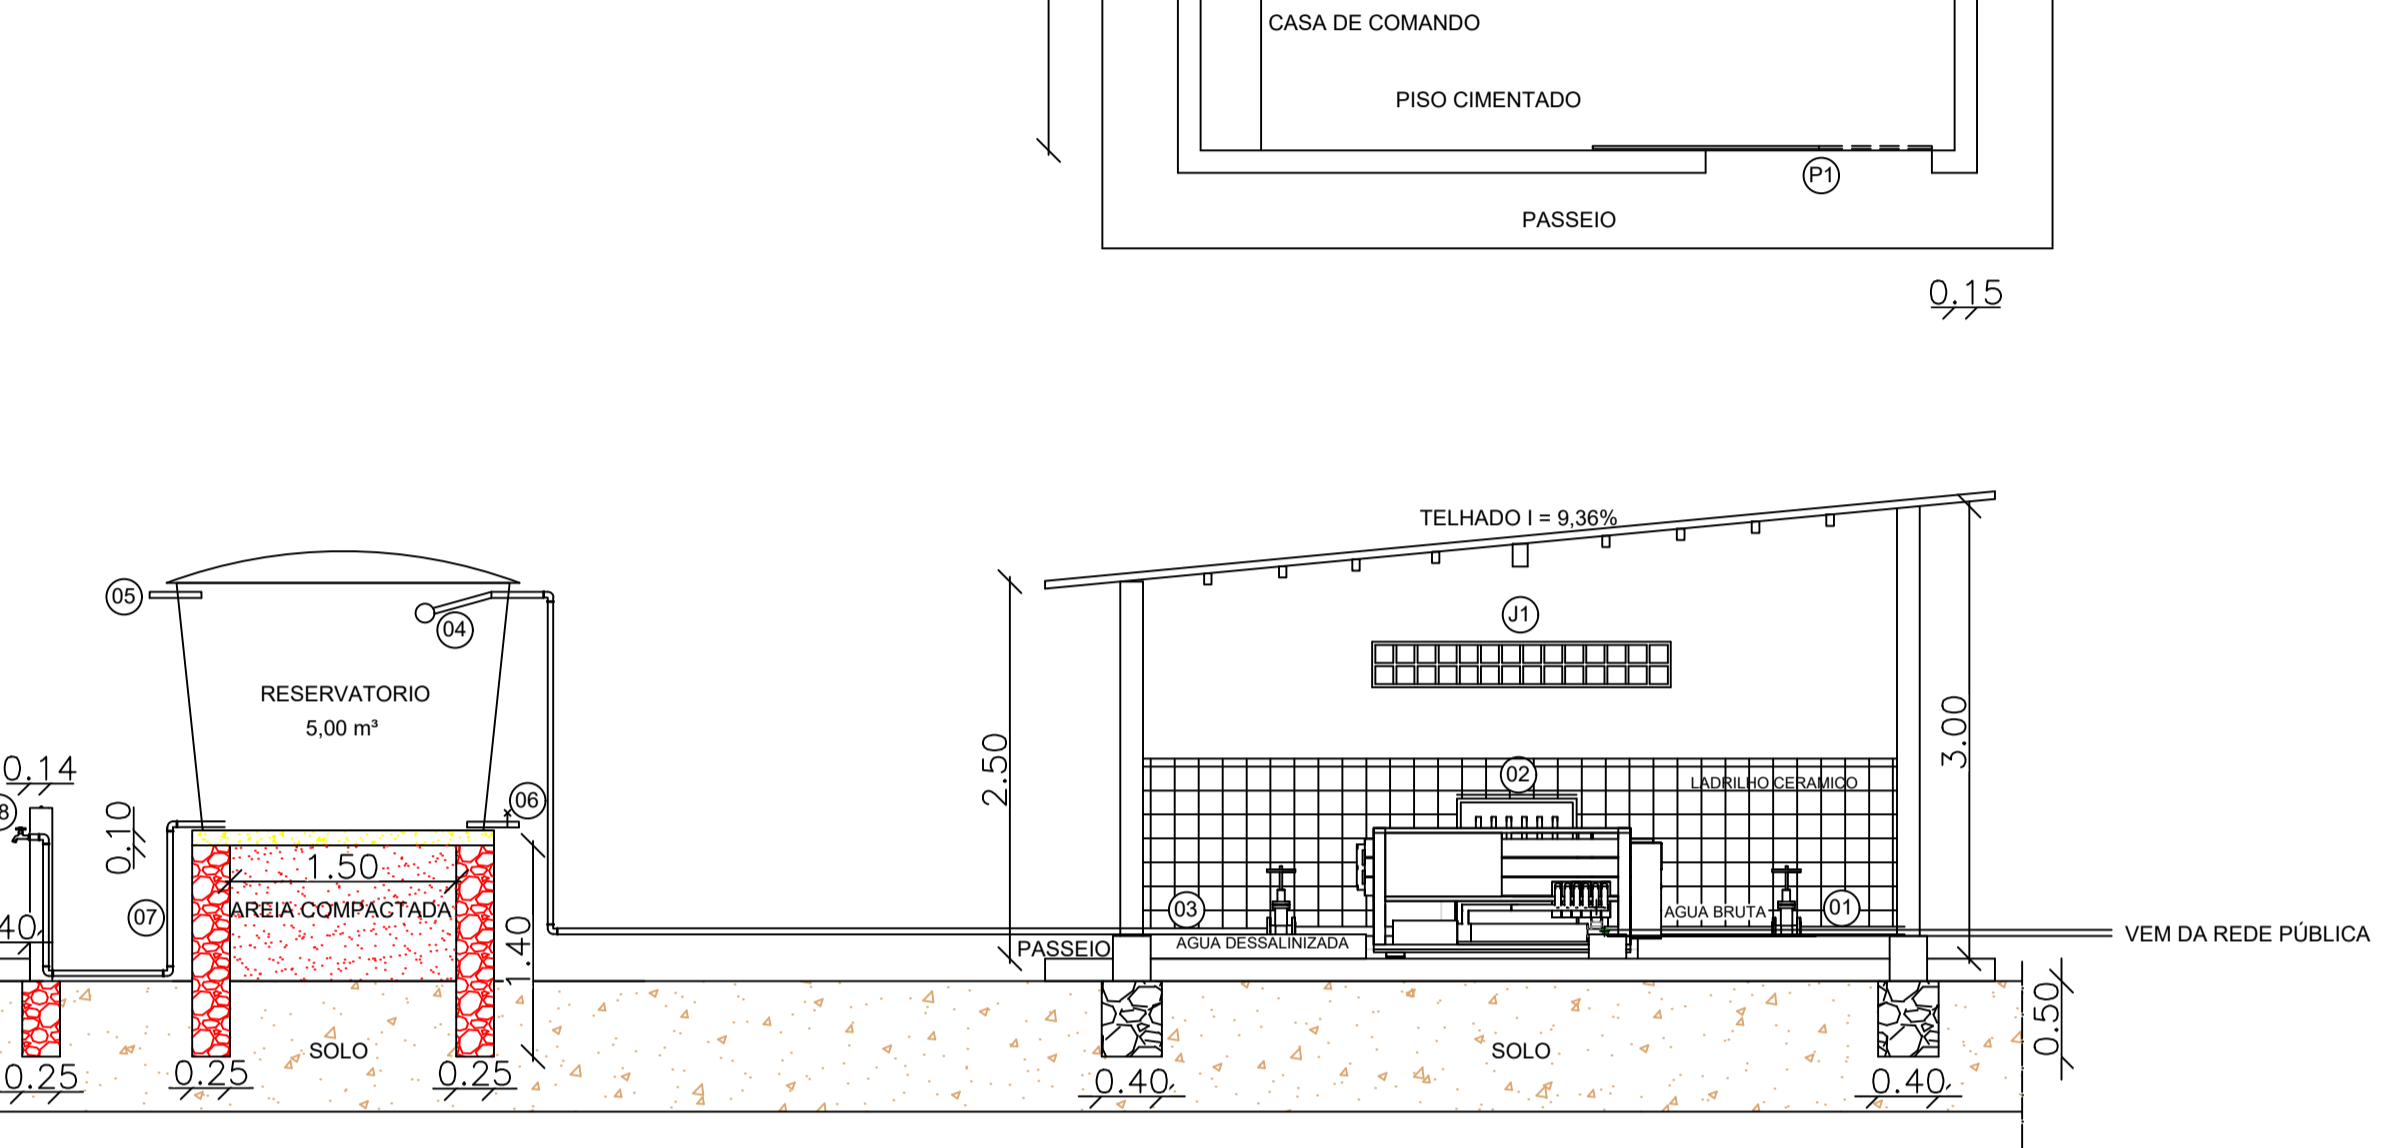 CASA DE COMANDO
PISO CIMENTADO
P1
PASSEIO
0.15
TELHADO I = 9,36%
05
04
J1
RESERVATORIO
5,00 m³
2.50
3.00
0.14
0.10
8
06
02
LADRILHO CERAMICO
1.50
AREIA COMPACTADA
07
40
1.40
03
AGUA BRUTA
01
PASSEIO
AGUA DESSALINIZADA
VEM DA REDE PÚBLICA
0.50
SOLO
SOLO
0.25
0.25
0.25
0.40
0.40